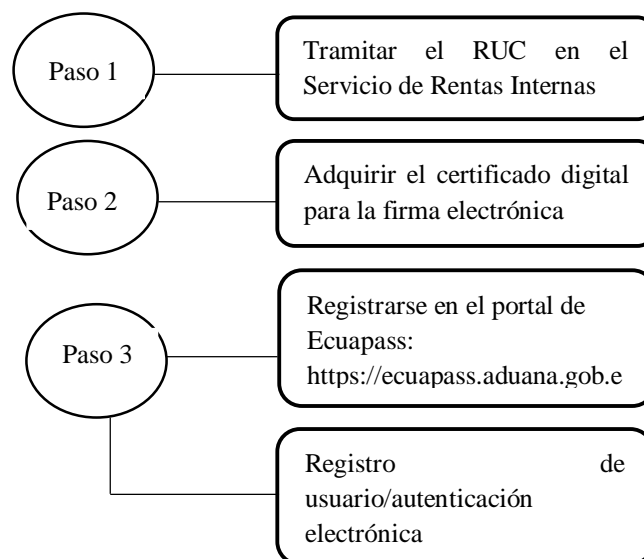 Paso 1
Tramitar el RUC en el
Servicio de Rentas Internas
Paso 2
Adquirir el certificado digital
para la firma electrónica
Paso 3
Registrarse en el portal de
Ecuapass:
https://ecuapass.aduana.gob.e
Registro de
usuario/autenticación
electrónica